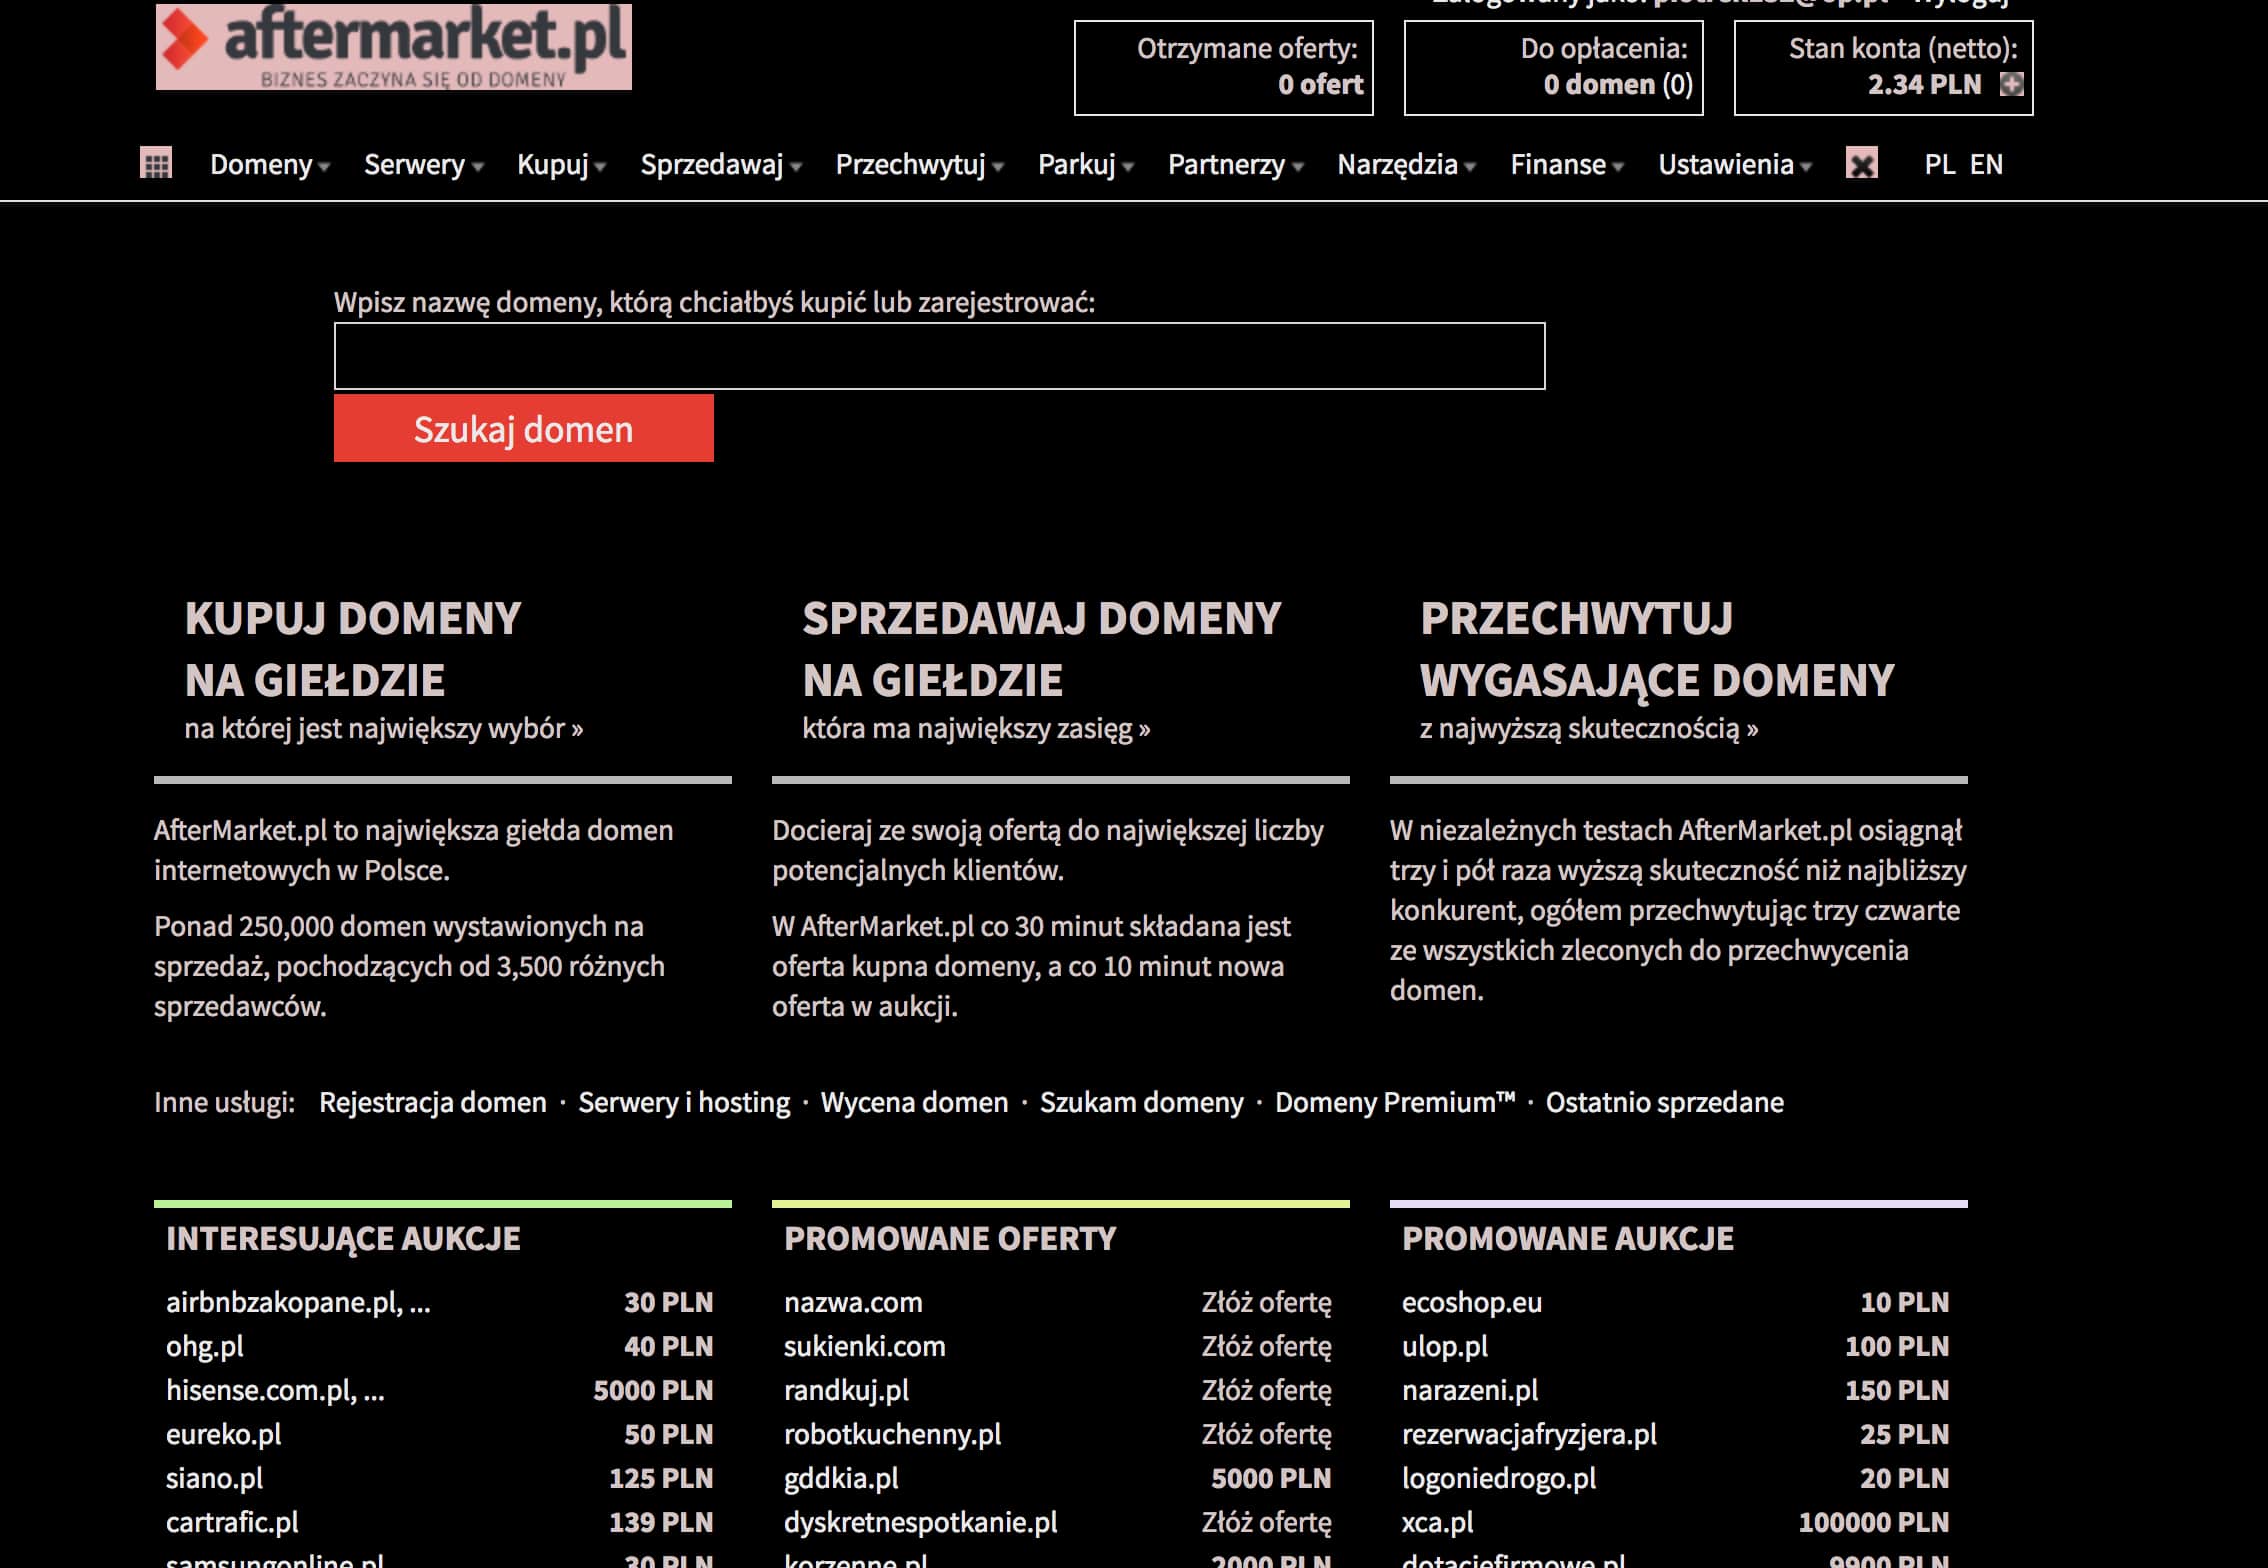 aftermarket.pl
BIZNES ZACZYNA SIĘ OD DOMENY
Otrzymane oferty:
0 ofert
Do opłacenia:
0 domen (0)
Stan konta (netto):
2.34 PLN
Domeny Serwery Kupuj Sprzedawaj Przechwytuj Parkuj Partnerzy Narzędzia Finanse Ustawienia PL EN
Wpisz nazwę domeny, którą chciałbyś kupić lub zarejestrować:
Szukaj domen
KUPUJ DOMENY
NA GIEŁDZIE
na której jest największy wybór »
AfterMarket.pl to największa giełda domen
internetowych w Polsce.
Ponad 250,000 domen wystawionych na
sprzedaż, pochodzących od 3,500 różnych
sprzedawców.
SPRZEDAWAJ DOMENY
NA GIEŁDZIE
która ma największy zasięg »
Docieraj ze swoją ofertą do największej liczby
potencjalnych klientów.
W AfterMarket.pl co 30 minut składana jest
oferta kupna domeny, a co 10 minut nowa
oferta w aukcji.
PRZECHWYTUJ
WYGASAJĄCE DOMENY
z najwyższą skutecznością »
W niezależnych testach AfterMarket.pl osiągnął
trzy i pół raza wyższą skuteczność niż najbliższy
konkurent, ogółem przechwytując trzy czwarte
ze wszystkich zleconych do przechwycenia
domen.
Inne usługi: Rejestracja domen · Serwery i hosting · Wycena domen · Szukam domeny · Domeny Premium™ · Ostatnio sprzedane
INTERESUJĄCE AUKCJE
airbnbzakopane.pl, ... 30 PLN
ohg.pl 40 PLN
hisense.com.pl, ... 5000 PLN
eureko.pl 50 PLN
siano.pl 125 PLN
cartrafic.pl 139 PLN
samsungonline.pl 30 PLN
PROMOWANE OFERTY
nazwa.com Złóż ofertę
sukienki.com Złóż ofertę
randkuj.pl Złóż ofertę
robotkuchenny.pl Złóż ofertę
gddkia.pl 5000 PLN
dyskretnespotkanie.pl Złóż ofertę
korzenne.pl 2000 PLN
PROMOWANE AUKCJE
ecoshop.eu 10 PLN
ulop.pl 100 PLN
narazeni.pl 150 PLN
rezerwacjafryzjera.pl 25 PLN
logoniedrogo.pl 20 PLN
xca.pl 100000 PLN
dotacjefirmowe.pl 9900 PLN